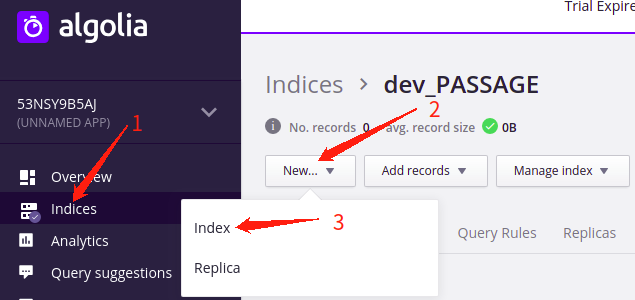 algolia
Trial Expire
53NSY9B5AJ
(UNNAMED APP)
1
Overview
Indices
Analytics
Query suggestions
Indices > dev_PASSAGE
2
No. records 0 avg. record size 0B
New... Add records Manage index
Index
3
Replica
Query Rules Replicas